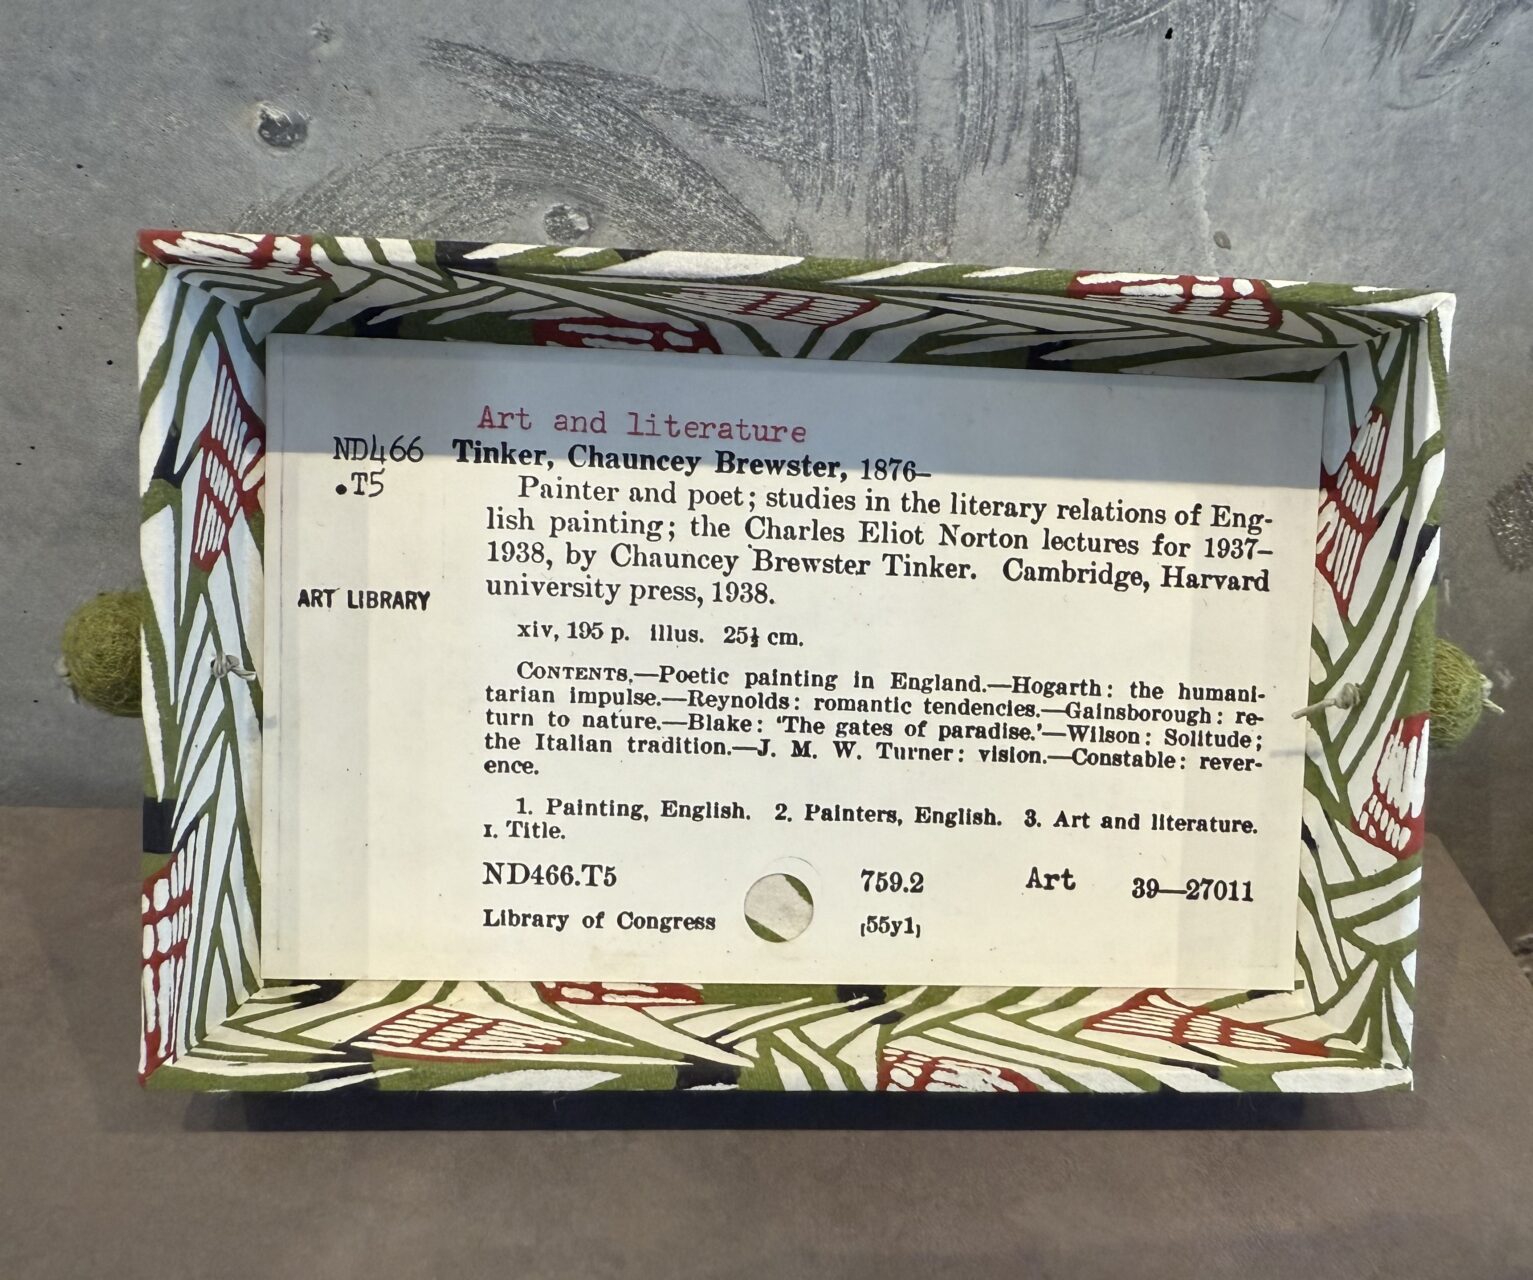 Art and literature
ND466 Tinker, Chauncey Brewster, 1876–
.T5
Painter and poet; studies in the literary relations of Eng-
lish painting; the Charles Eliot Norton lectures for 1937–
1938, by Chauncey Brewster Tinker. Cambridge, Harvard
university press, 1938.
ART LIBRARY
xiv, 195 p. illus. 25½ cm.
CONTENTS.—Poetic painting in England.—Hogarth: the humani-
tarian impulse.—Reynolds: romantic tendencies.—Gainsborough: re-
turn to nature.—Blake: 'The gates of paradise.'—Wilson: Solitude;
the Italian tradition.—J. M. W. Turner: vision.—Constable: rever-
ence.
1. Painting, English. 2. Painters, English. 3. Art and literature.
I. Title.
ND466.T5 759.2 Art 39—27011
Library of Congress [55y1]